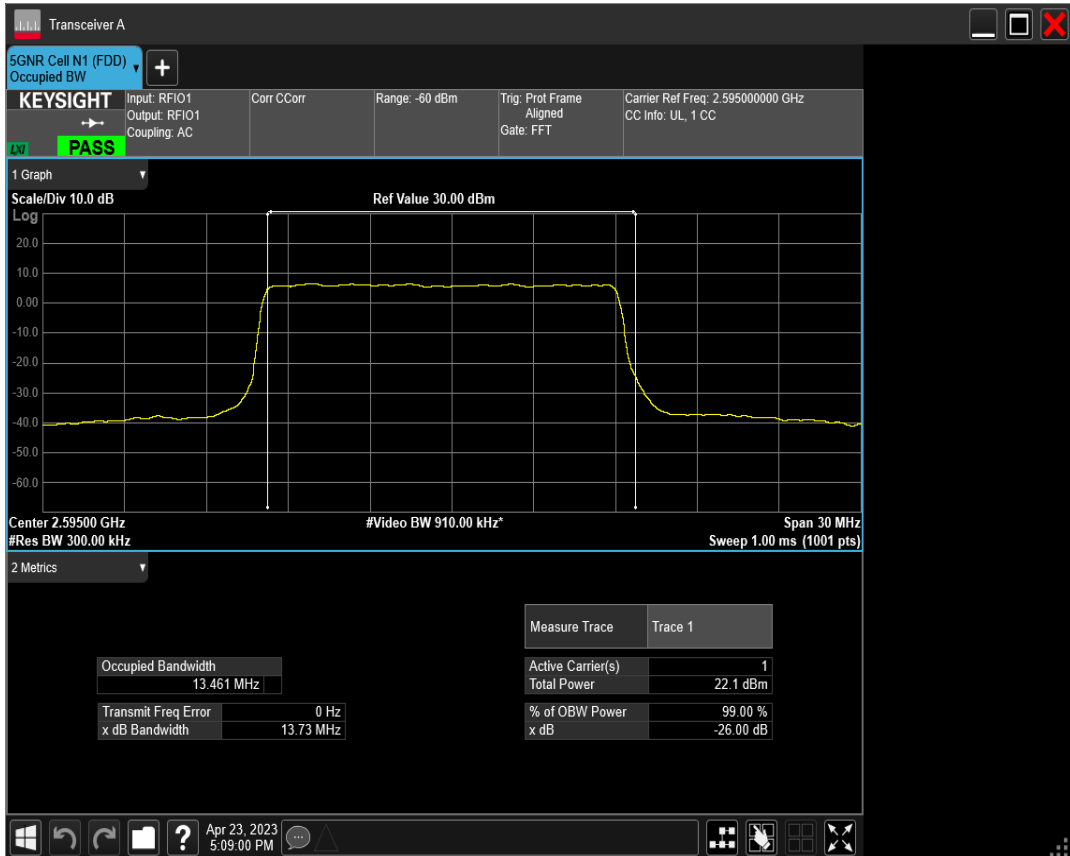 Transceiver A
5GNR Cell N1 (FDD)
Occupied BW
KEYSIGHT
LXI
PASS
Input: RFIO1
Output: RFIO1
Coupling: AC
Corr CCorr
Range: -60 dBm
Trig: Prot Frame
Aligned
Gate: FFT
Carrier Ref Freq: 2.595000000 GHz
CC Info: UL, 1 CC
1 Graph
Scale/Div 10.0 dB
Ref Value 30.00 dBm
Log
20.0
10.0
0.00
-10.0
-20.0
-30.0
-40.0
-50.0
-60.0
Center 2.59500 GHz
#Video BW 910.00 kHz*
Span 30 MHz
#Res BW 300.00 kHz
Sweep 1.00 ms (1001 pts)
2 Metrics
Measure Trace Trace 1
Occupied Bandwidth
13.461 MHz
Active Carrier(s) 1
Total Power 22.1 dBm
Transmit Freq Error 0 Hz
x dB Bandwidth 13.73 MHz
% of OBW Power 99.00 %
x dB -26.00 dB
Apr 23, 2023
5:09:00 PM